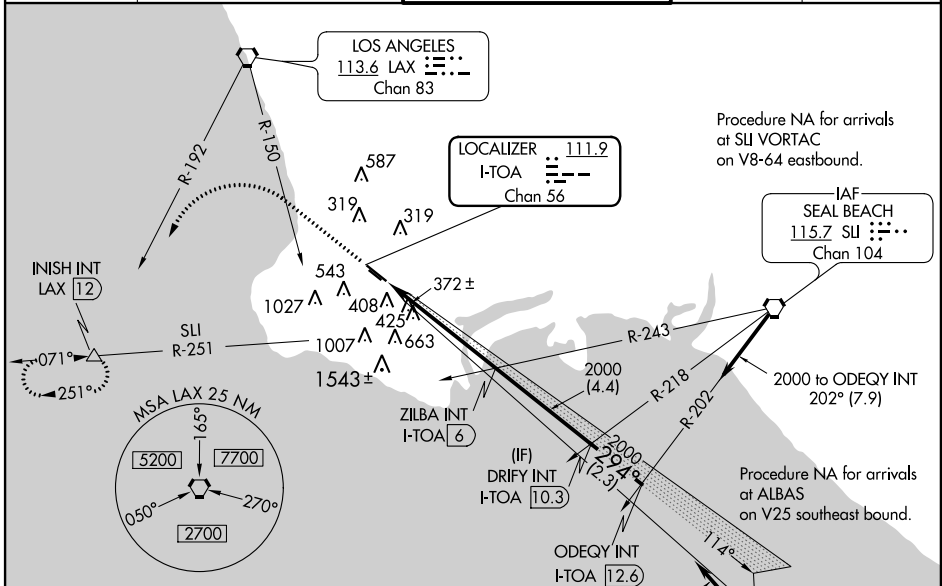 LOS ANGELES
113.6 LAX
Chan 83
R-192
R-150
Procedure NA for arrivals
at SLI VORTAC
on V8-64 eastbound.
LOCALIZER 111.9
I-TOA
Chan 56
587
319
319
IAF
SEAL BEACH
115.7 SLI
Chan 104
INISH INT
LAX 12
543
372 ±
1027
408
425
SLI
R-251
1007
663
1543 ±
071°
251°
R-243
R-218
R-202
2000
(4.4)
2000 to ODEQY INT
202° (7.9)
ZILBA INT
I-TOA 6
MSA LAX 25 NM
165°
5200
7700
050°
270°
2700
(IF)
DRIFY INT
I-TOA 10.3
2000
294°
(2.3)
Procedure NA for arrivals
at ALBAS
on V25 southeast bound.
114°
ODEQY INT
I-TOA 12.6